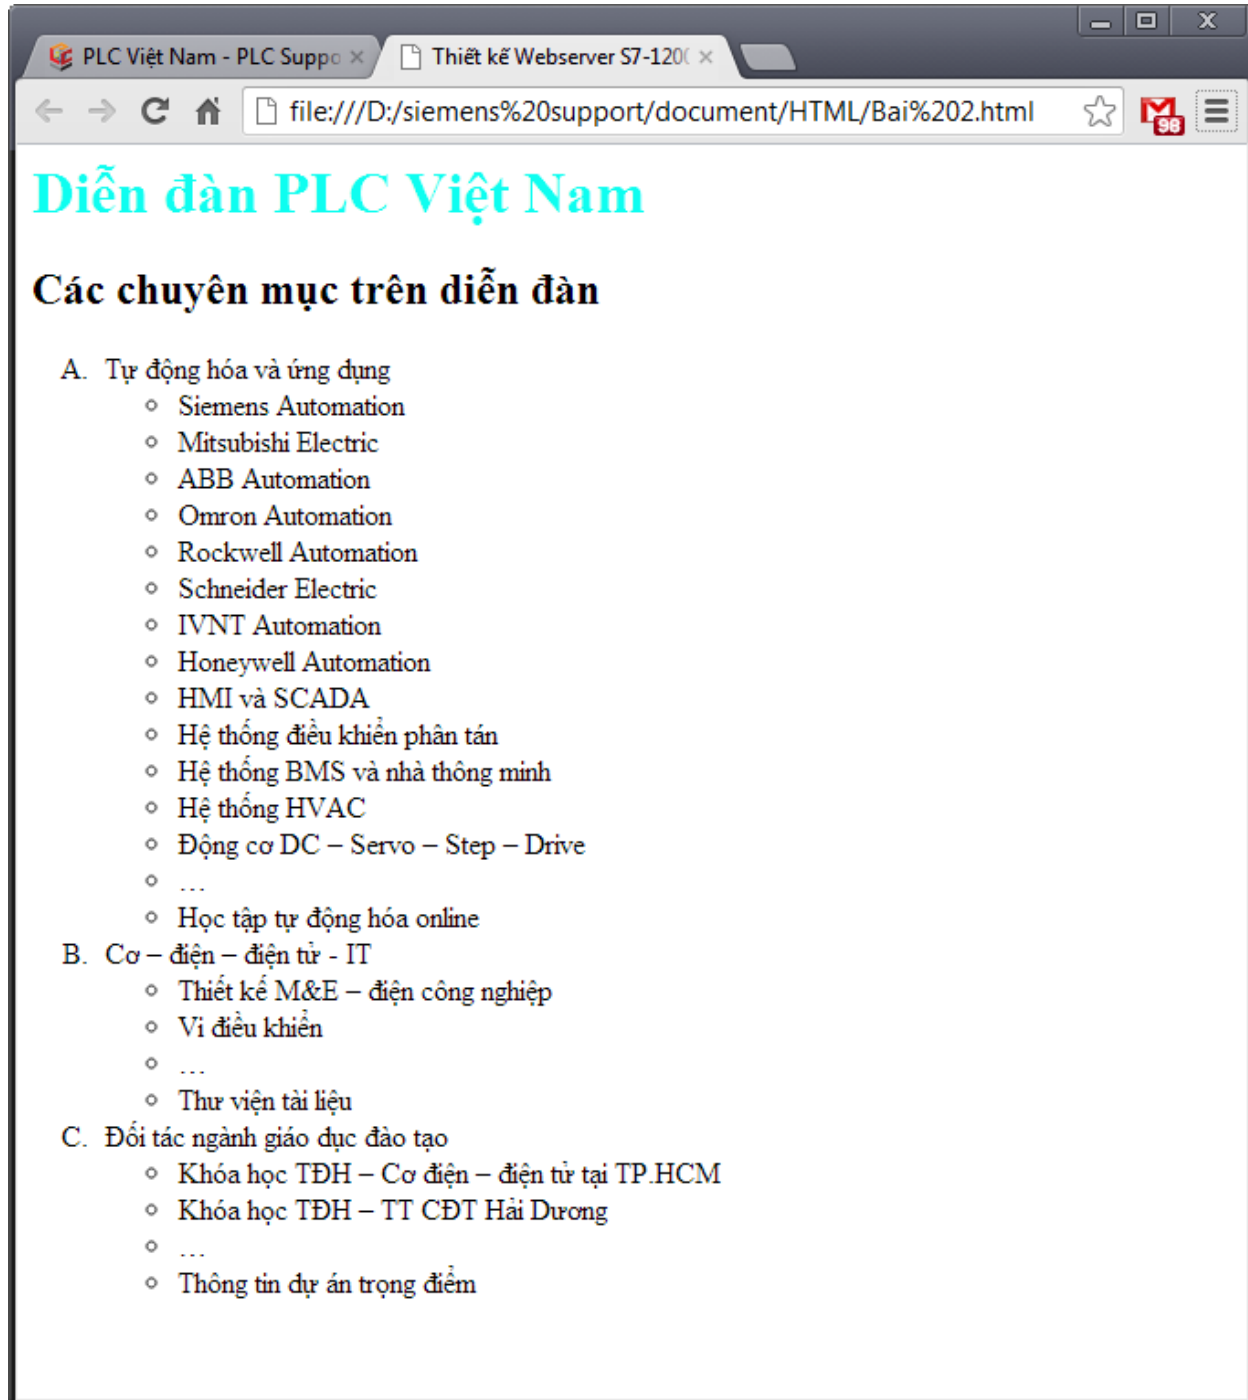 PLC Việt Nam - PLC Suppo
Thiết kế Webserver S7-120
file:///D:/siemens%20support/document/HTML/Bai%202.html
98
Diễn đàn PLC Việt Nam
Các chuyên mục trên diễn đàn
A. Tự động hóa và ứng dụng
Siemens Automation
Mitsubishi Electric
ABB Automation
Omron Automation
Rockwell Automation
Schneider Electric
IVNT Automation
Honeywell Automation
HMI và SCADA
Hệ thống điều khiển phân tán
Hệ thống BMS và nhà thông minh
Hệ thống HVAC
Động cơ DC – Servo – Step – Drive
…
Học tập tự động hóa online
B. Cơ – điện – điện tử - IT
Thiết kế M&E – điện công nghiệp
Vi điều khiển
…
Thư viện tài liệu
C. Đối tác ngành giáo dục đào tạo
Khóa học TĐH – Cơ điện – điện tử tại TP.HCM
Khóa học TĐH – TT CĐT Hải Dương
…
Thông tin dự án trọng điểm